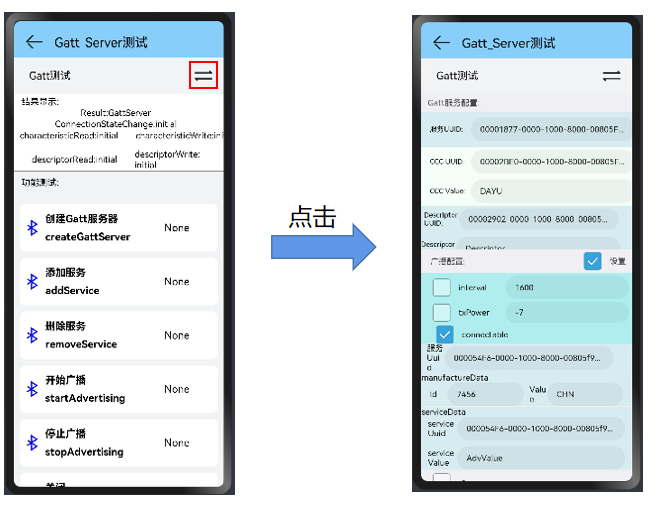 Gatt Server测试
Gatt测试
结果显示:
Result:GattServer
ConnectionStateChange:initial
characteristicRead:initial characteristicWrite:ini
descriptorRead:initial
descriptorWrite:
initial
功能测试:
创建Gatt服务器
createGattServer
None
添加服务
addService
None
删除服务
removeService
None
开始广播
startAdvertising
None
停止广播
stopAdvertising
None
关闭
点击
Gatt_Server测试
Gatt测试
Gatt服务配置:
服务UUID: 00001877-0000-1000-8000-00805F...
CCC UUID: 00002BE0-0000-1000-8000-00805F...
CCC Value: DAYU
Descriptor
UUID:
00002902-0000-1000-8000-00805...
Descriptor
Descriptor
广播配置:
设置
interval 1600
txPower -7
connectable
服务
Uui
d
000054F6-0000-1000-8000-00805f9...
manufactureData
Id 7456
Valu
e
CHN
serviceData
service
Uuid
000054F6-0000-1000-8000-00805f9...
service
Value
AdvValue